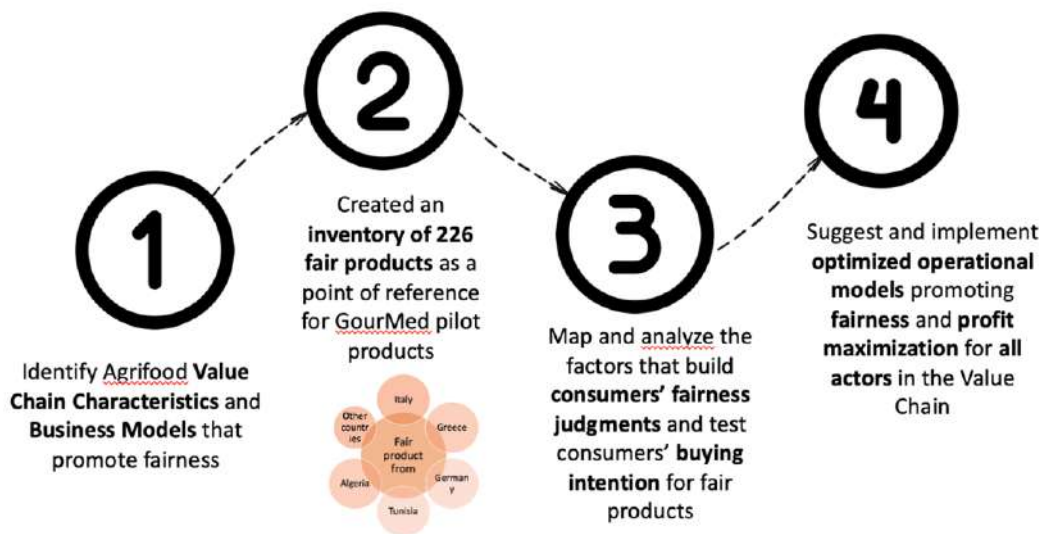 1
Identify Agrifood Value
Chain Characteristics and
Business Models that
promote fairness
2
Created an
inventory of 226
fair products as a
point of reference
for GourMed pilot
products
Italy
Other
countr
ies
Greece
Fair
product
from
Algeria
German
y
Tunisia
3
Map and analyze the
factors that build
consumers’ fairness
judgments and test
consumers’ buying
intention for fair
products
4
Suggest and implement
optimized operational
models promoting
fairness and profit
maximization for all
actors in the Value
Chain